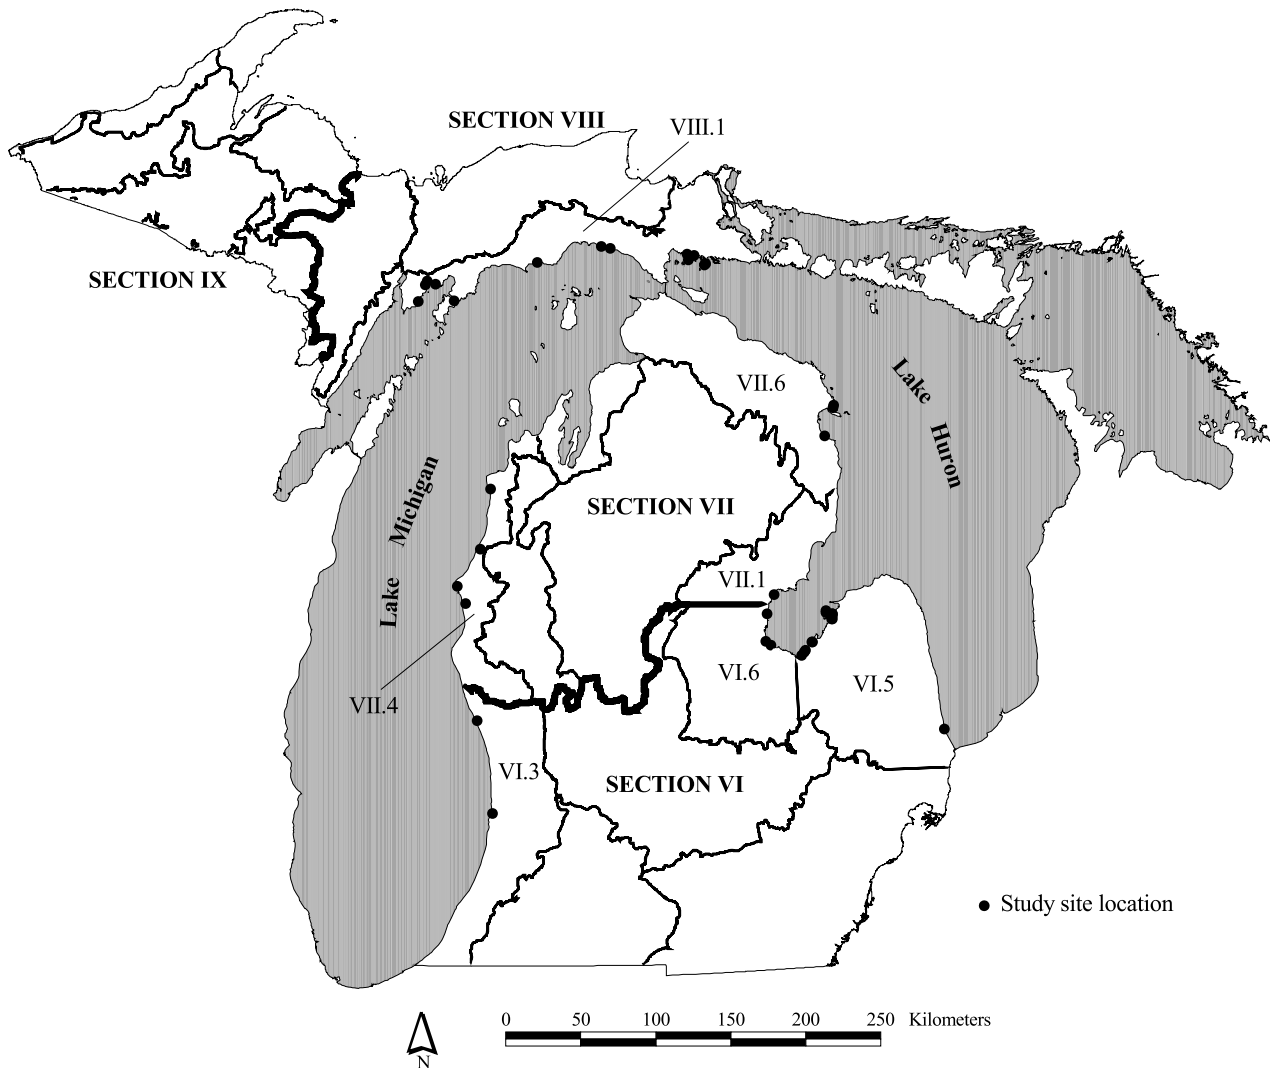 SECTION VIII
VIII.1
SECTION IX
VII.6
Lake Huron
Lake Michigan
SECTION VII
VII.1
VII.4
VI.6
VI.5
VI.3
SECTION VI
Study site location
0 50 100 150 200 250 Kilometers
N